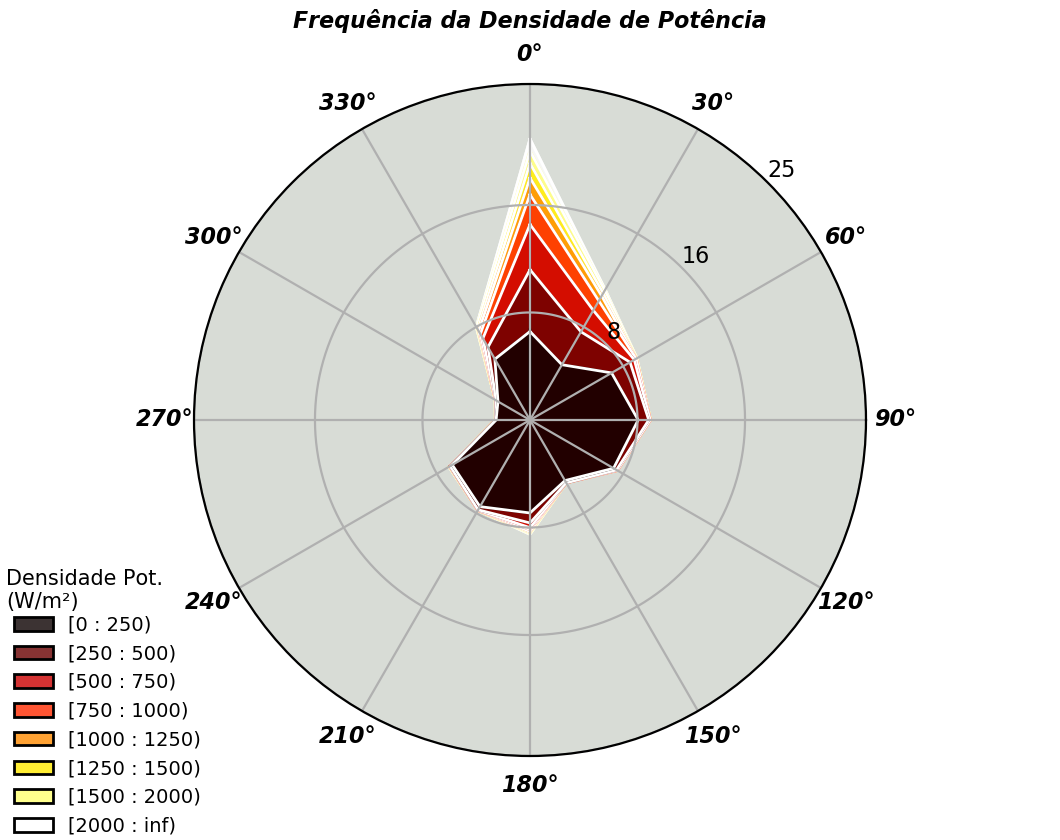 Frequência da Densidade de Potência
0°
330°
30°
25
300°
60°
16
8
270°
90°
240°
120°
210°
150°
180°
Densidade Pot.
(W/m²)
[0 : 250)
[250 : 500)
[500 : 750)
[750 : 1000)
[1000 : 1250)
[1250 : 1500)
[1500 : 2000)
[2000 : inf)